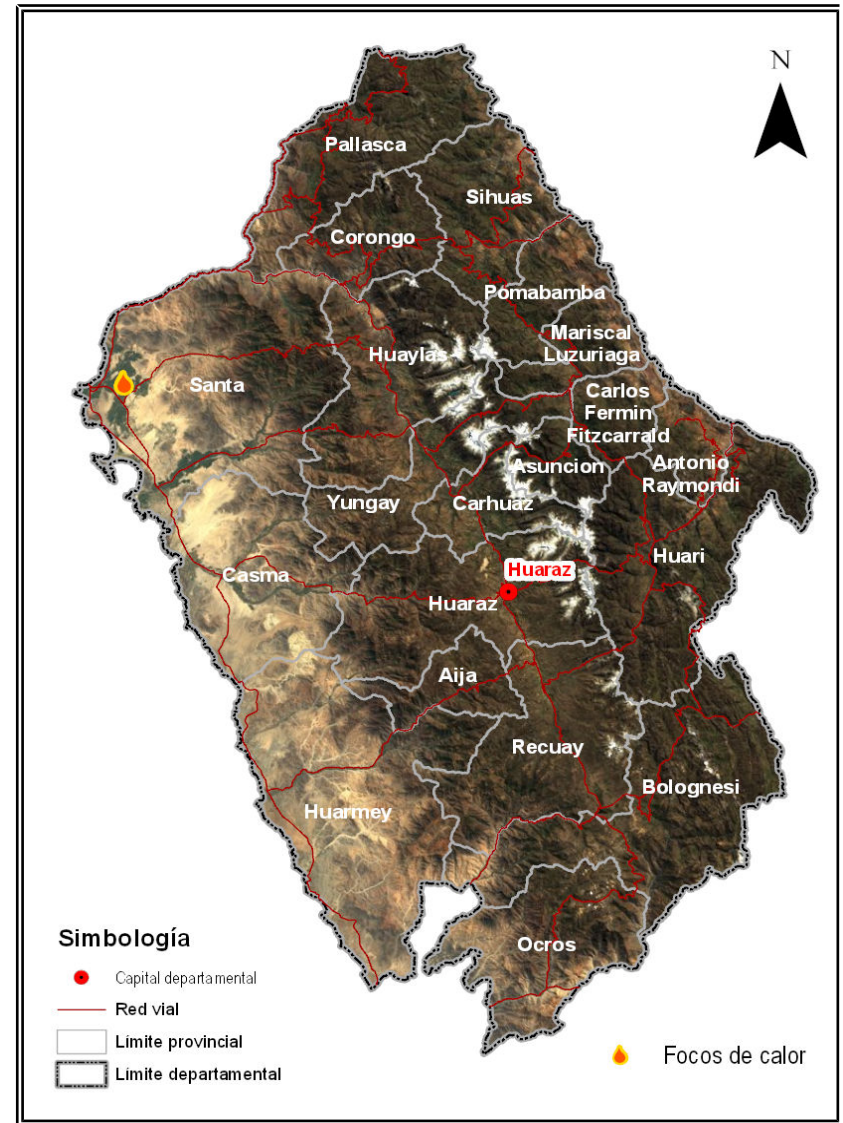 N
Pallasca
Sihuas
Corongo
Pomabamba
Mariscal
Luzuriaga
Huaylas
Santa
Carlos
Fermin
Fitzcarrald
Asuncion
Antonio
Raymondi
Yungay
Carhuaz
Huari
Huaraz
Casma
Huaraz
Aija
Recuay
Bolognesi
Huarmey
Ocros
Simbología
Capital departamental
Red vial
Límite provincial
Límite departamental
Focos de calor